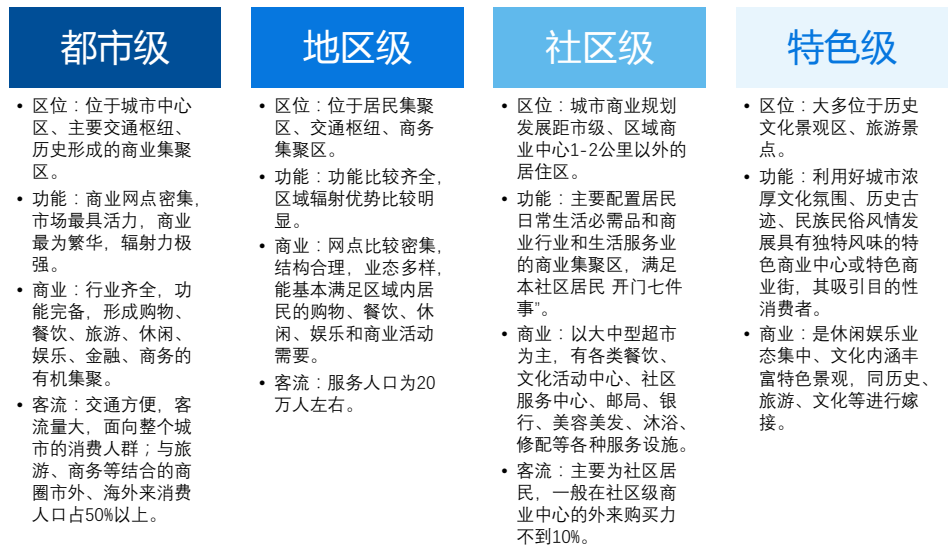 都市级
• 区位：位于城市中心
区、主要交通枢纽、
历史形成的商业集聚
区。
• 功能：商业网点密集，
市场最具活力，商业
最为繁华，辐射力极
强。
• 商业：行业齐全，功
能完备，形成购物、
餐饮、旅游、休闲、
娱乐、金融、商务的
有机集聚。
• 客流：交通方便，客
流量大，面向整个城
市的消费人群；与旅
游、商务等结合的商
圈市外、海外来消费
人口占50%以上。
地区级
• 区位：位于居民集聚
区、交通枢纽、商务
集聚区。
• 功能：功能比较齐全，
区域辐射优势比较明
显。
• 商业：网点比较密集，
结构合理，业态多样，
能基本满足区域内居
民的购物、餐饮、休
闲、娱乐和商业活动
需要。
• 客流：服务人口为20
万人左右。
社区级
• 区位：城市商业规划
发展距市级、区域商
业中心1-2公里以外的
居住区。
• 功能：主要配置居民
日常生活必需品和商
业行业和生活服务业
的商业集聚区，满足
本社区居民 开门七件
事”。
• 商业：以大中型超市
为主，有各类餐饮、
文化活动中心、社区
服务中心、邮局、银
行、美容美发、沐浴、
修配等各种服务设施。
• 客流：主要为社区居
民，一般在社区级商
业中心的外来购买力
不到10%。
特色级
• 区位：大多位于历史
文化景观区、旅游景
点。
• 功能：利用好城市浓
厚文化氛围、历史古
迹、民族民俗风情发
展具有独特风味的特
色商业中心或特色商
业街，其吸引目的性
消费者。
• 商业：是休闲娱乐业
态集中、文化内涵丰
富特色景观，同历史、
旅游、文化等进行嫁
接。